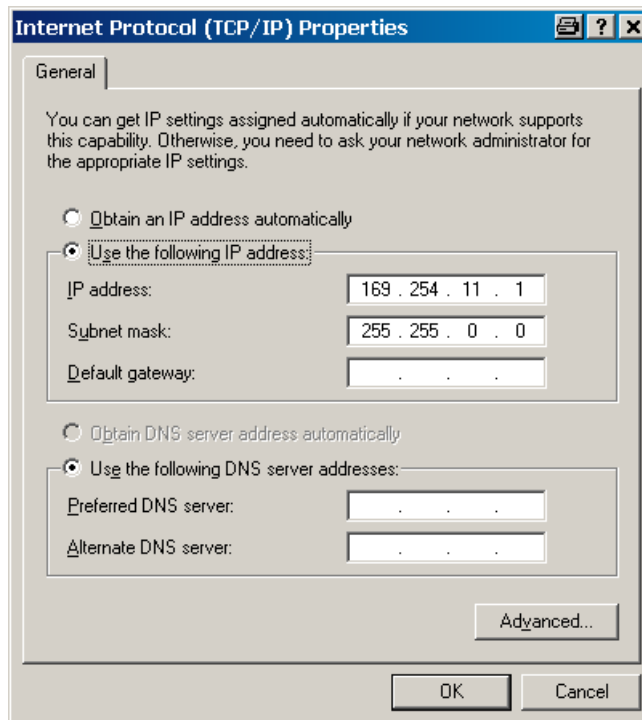 Internet Protocol (TCP/IP) Properties
General
You can get IP settings assigned automatically if your network supports
this capability. Otherwise, you need to ask your network administrator for
the appropriate IP settings.
Obtain an IP address automatically
Use the following IP address:
IP address: 169 . 254 . 11 . 1
Subnet mask: 255 . 255 . 0 . 0
Default gateway: . . .
Obtain DNS server address automatically
Use the following DNS server addresses:
Preferred DNS server: . . .
Alternate DNS server: . . .
Advanced...
OK Cancel